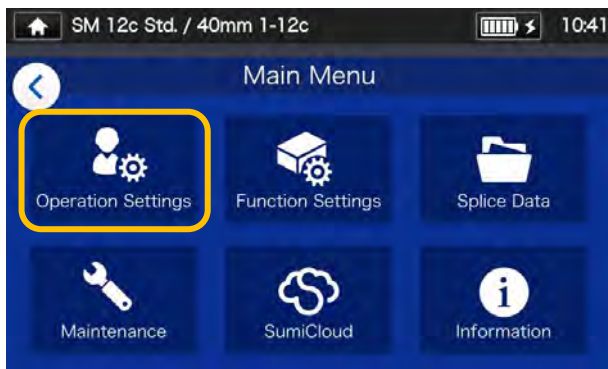 SM 12c Std. / 40mm 1-12c 10:41
Main Menu
Operation Settings Function Settings Splice Data
Maintenance SumiCloud Information